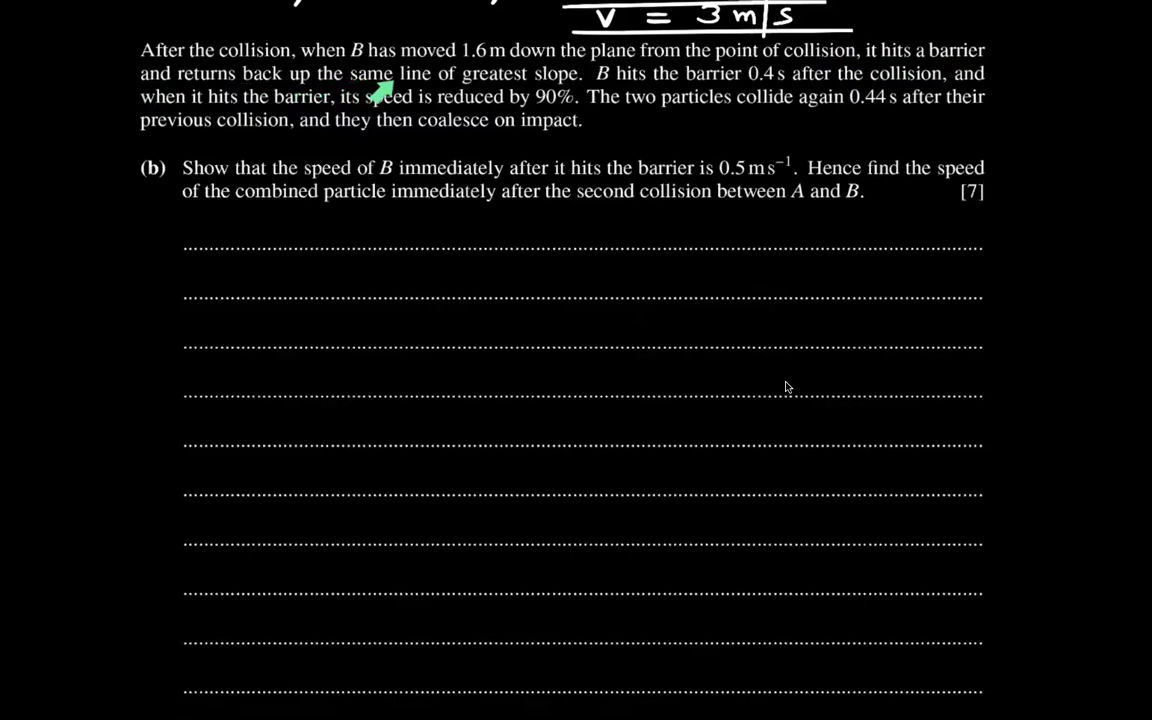 v = 3 m/s
After the collision, when B has moved 1.6 m down the plane from the point of collision, it hits a barrier
and returns back up the same line of greatest slope. B hits the barrier 0.4 s after the collision, and
when it hits the barrier, its speed is reduced by 90%. The two particles collide again 0.44 s after their
previous collision, and they then coalesce on impact.
(b) Show that the speed of B immediately after it hits the barrier is 0.5 m s⁻¹. Hence find the speed
of the combined particle immediately after the second collision between A and B. [7]